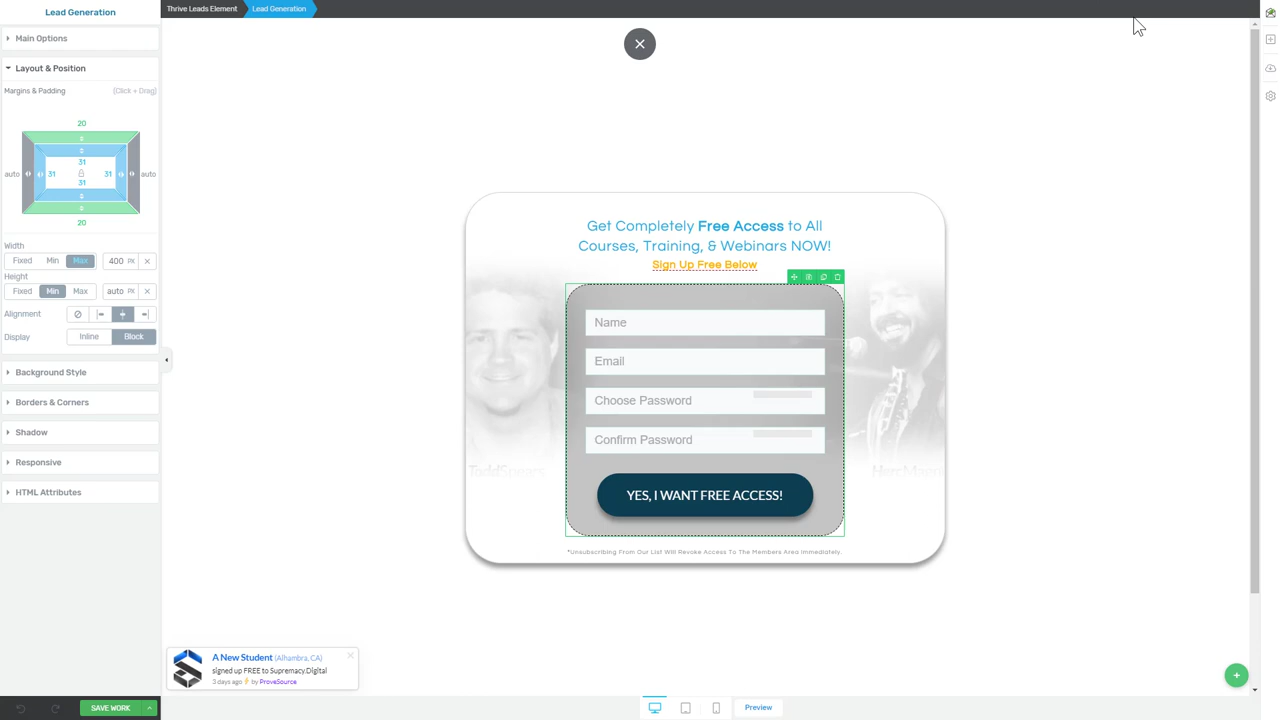 Lead Generation
Thrive Leads Element
Lead Generation
Main Options
Layout & Position
Margins & Padding
(Click + Drag)
20
31
auto
31
31
auto
31
20
Width
Fixed Min Max 400 PX
Height
Fixed Min Max auto PX
Alignment
Display Inline Block
Background Style
Borders & Corners
Shadow
Responsive
HTML Attributes
Get Completely Free Access to All
Courses, Training, & Webinars NOW!
Sign Up Free Below
Name
Email
Choose Password
Confirm Password
YES, I WANT FREE ACCESS!
*Unsubscribing From Our List Will Revoke Access To The Members Area Immediately.
A New Student (Alhambra, CA)
signed up FREE to Supremacy.Digital
3 days ago ⚡ by ProveSource
SAVE WORK
Preview